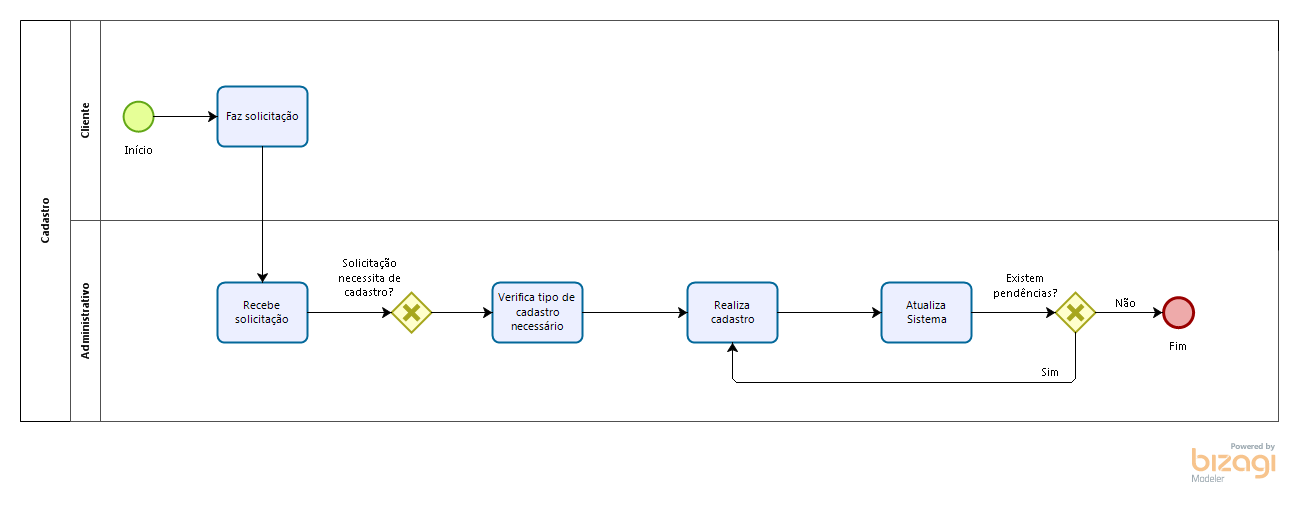 Cadastro
Cliente
Início
Faz solicitação
Administrativo
Recebe
solicitação
Solicitação
necessita de
cadastro?
Verifica tipo de
cadastro
necessário
Realiza
cadastro
Atualiza
Sistema
Existem
pendências?
Não
Sim
Fim
Powered by
bizagi
Modeler